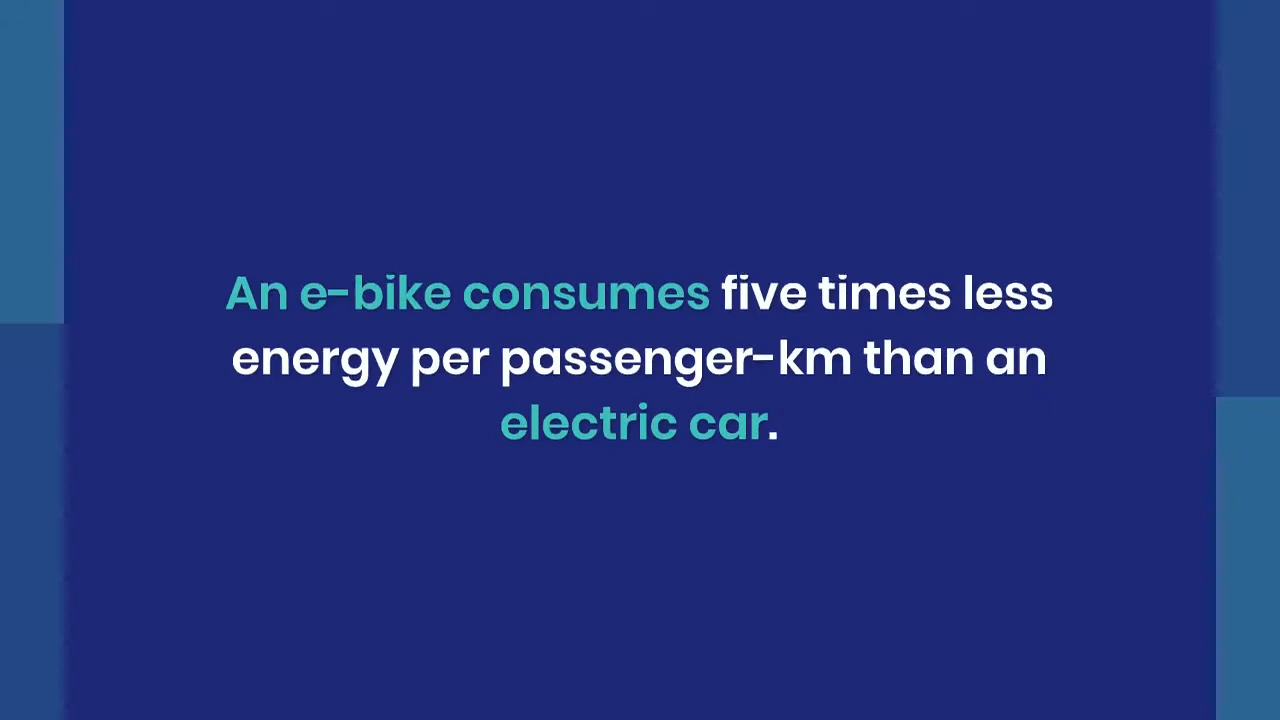 An e-bike consumes five times less
energy per passenger-km than an
electric car.